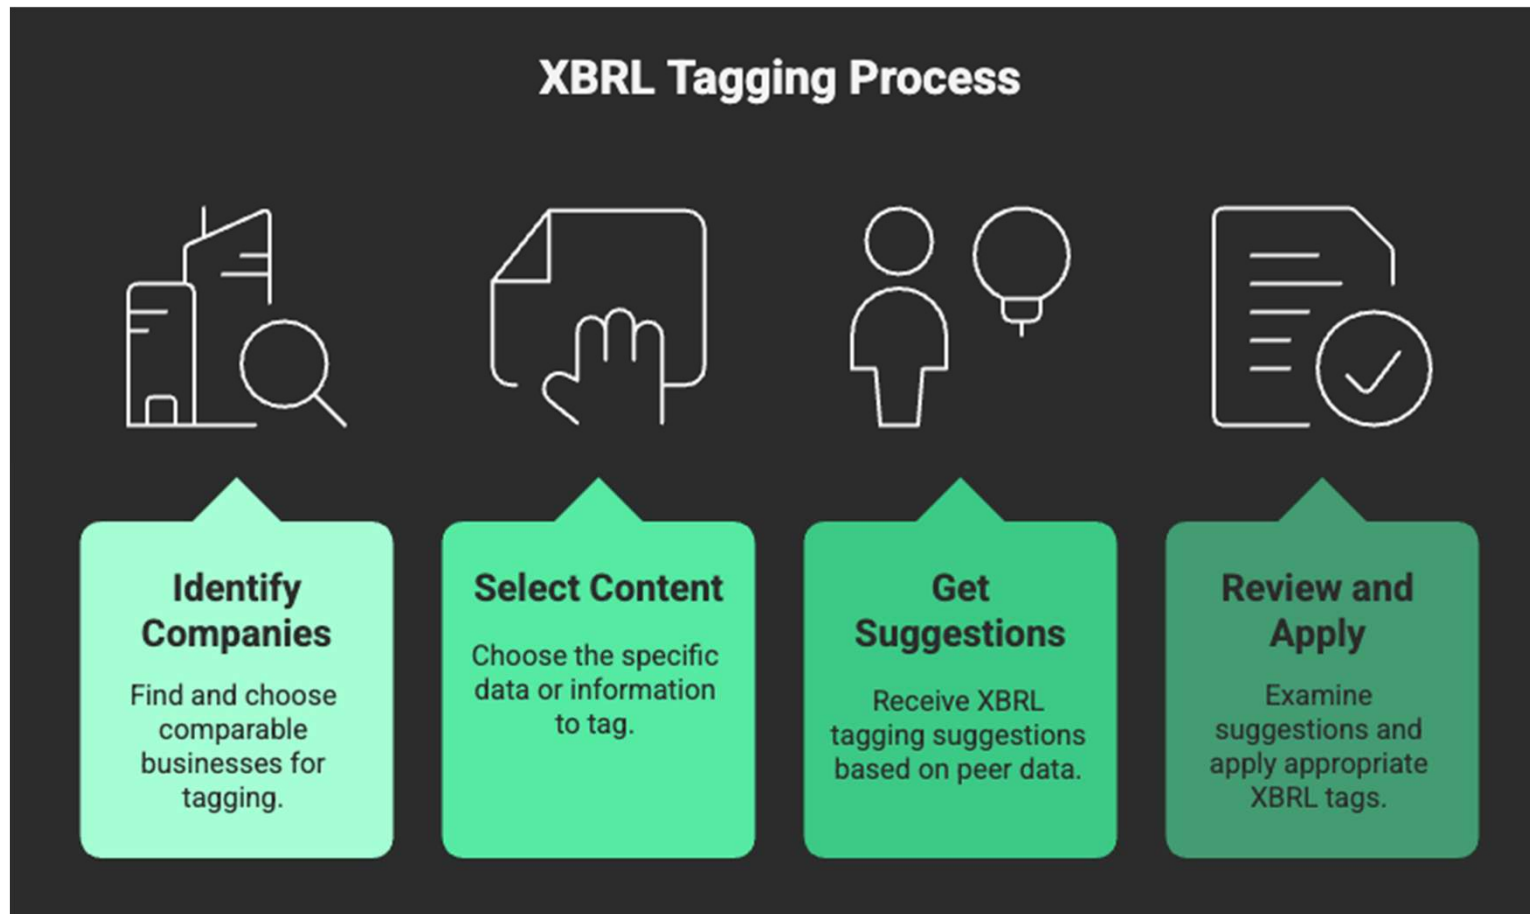 XBRL Tagging Process
Identify
Companies
Find and choose
comparable
businesses for
tagging.
Select Content
Choose the specific
data or information
to tag.
Get
Suggestions
Receive XBRL
tagging suggestions
based on peer data.
Review and
Apply
Examine
suggestions and
apply appropriate
XBRL tags.